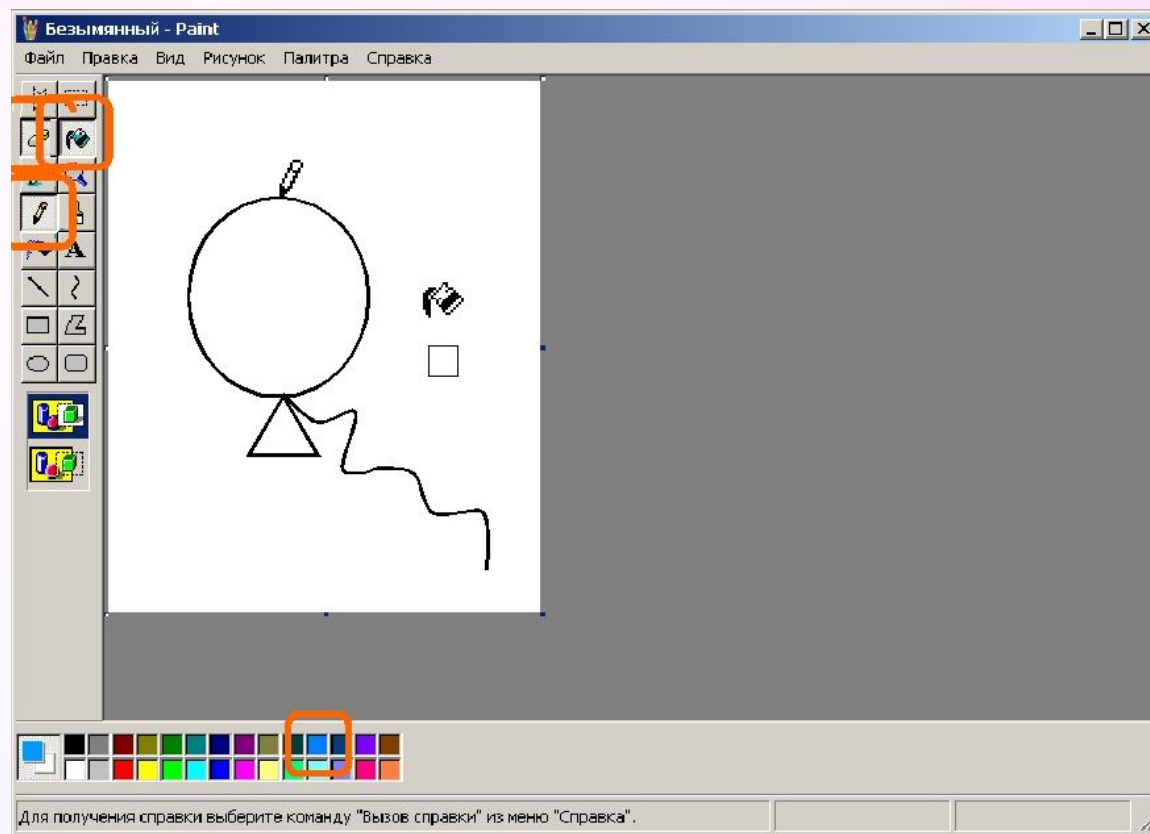 Безымянный - Paint
Файл Правка Вид Рисунок Палитра Справка
A
Для получения справки выберите команду "Вызов справки" из меню "Справка".